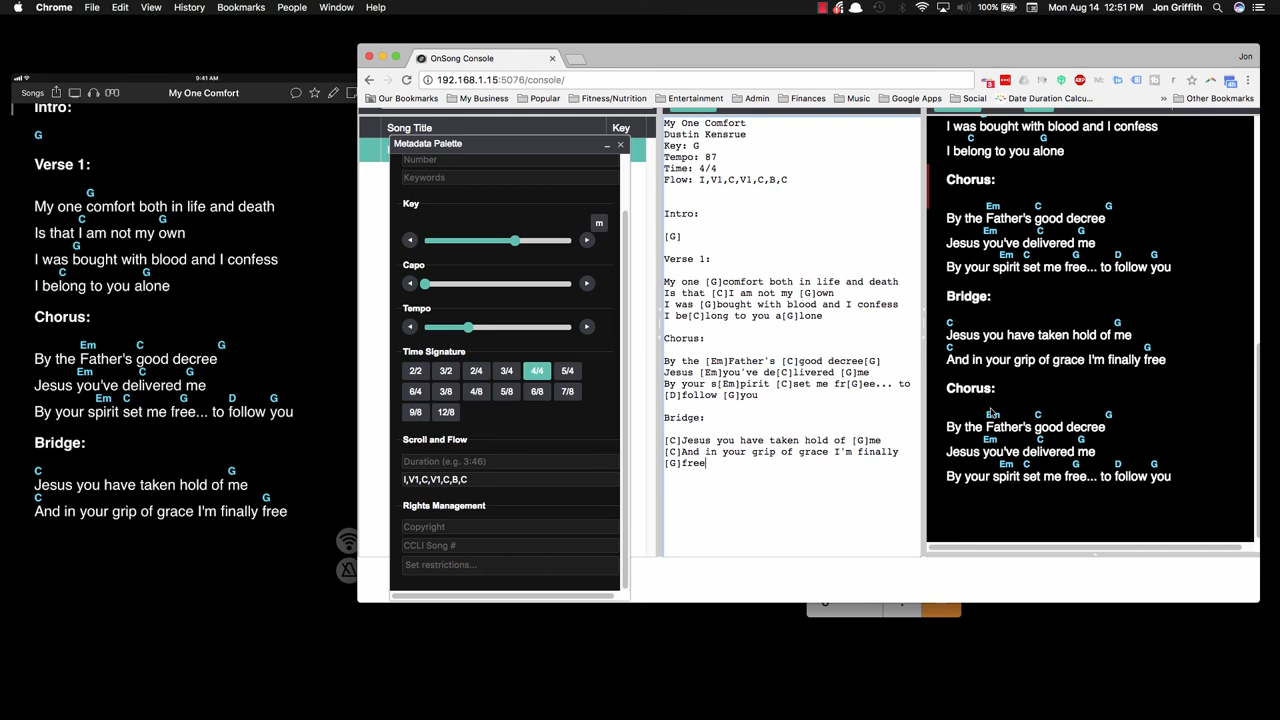 Chrome File Edit View History Bookmarks People Window Help
100% Mon Aug 14 12:51 PM Jon Griffith
9:41 AM
Songs My One Comfort
Intro:
G
Verse 1:
G
My one comfort both in life and death
C G
Is that I am not my own
G
I was bought with blood and I confess
C G
I belong to you alone
Chorus:
Em C G
By the Father's good decree
Em C G
Jesus you've delivered me
Em C G D G
By your spirit set me free... to follow you
Bridge:
C G
Jesus you have taken hold of me
C G
And in your grip of grace I'm finally free
OnSong Console
Jon
192.168.1.15:5076/console/
Our Bookmarks My Business Popular Fitness/Nutrition Entertainment Admin Finances Music Google Apps Social Date Duration Calcu... » Other Bookmarks
Song Title Key
Metadata Palette
Number
Keywords
Key
m
Capo
Tempo
Time Signature
2/2 3/2 2/4 3/4 4/4 5/4
6/4 3/8 4/8 5/8 6/8 7/8
9/8 12/8
Scroll and Flow
Duration (e.g. 3:46)
I,V1,C,V1,C,B,C
Rights Management
Copyright
CCLI Song #
Set restrictions...
My One Comfort
Dustin Kensrue
Key: G
Tempo: 87
Time: 4/4
Flow: I,V1,C,V1,C,B,C
Intro:
[G]
Verse 1:
My one [G]comfort both in life and death
Is that [C]I am not my [G]own
I was [G]bought with blood and I confess
I be[C]long to you a[G]lone
Chorus:
By the [Em]Father's [C]good decree[G]
Jesus [Em]you've de[C]livered [G]me
By your s[Em]pirit [C]set me fr[G]ee... to
[D]follow [G]you
Bridge:
[C]Jesus you have taken hold of [G]me
[C]And in your grip of grace I'm finally
[G]free
I was bought with blood and I confess
C G
I belong to you alone
Chorus:
Em C G
By the Father's good decree
Em C G
Jesus you've delivered me
Em C G D G
By your spirit set me free... to follow you
Bridge:
C G
Jesus you have taken hold of me
C G
And in your grip of grace I'm finally free
Chorus:
Em C G
By the Father's good decree
Em C G
Jesus you've delivered me
Em C G D G
By your spirit set me free... to follow you